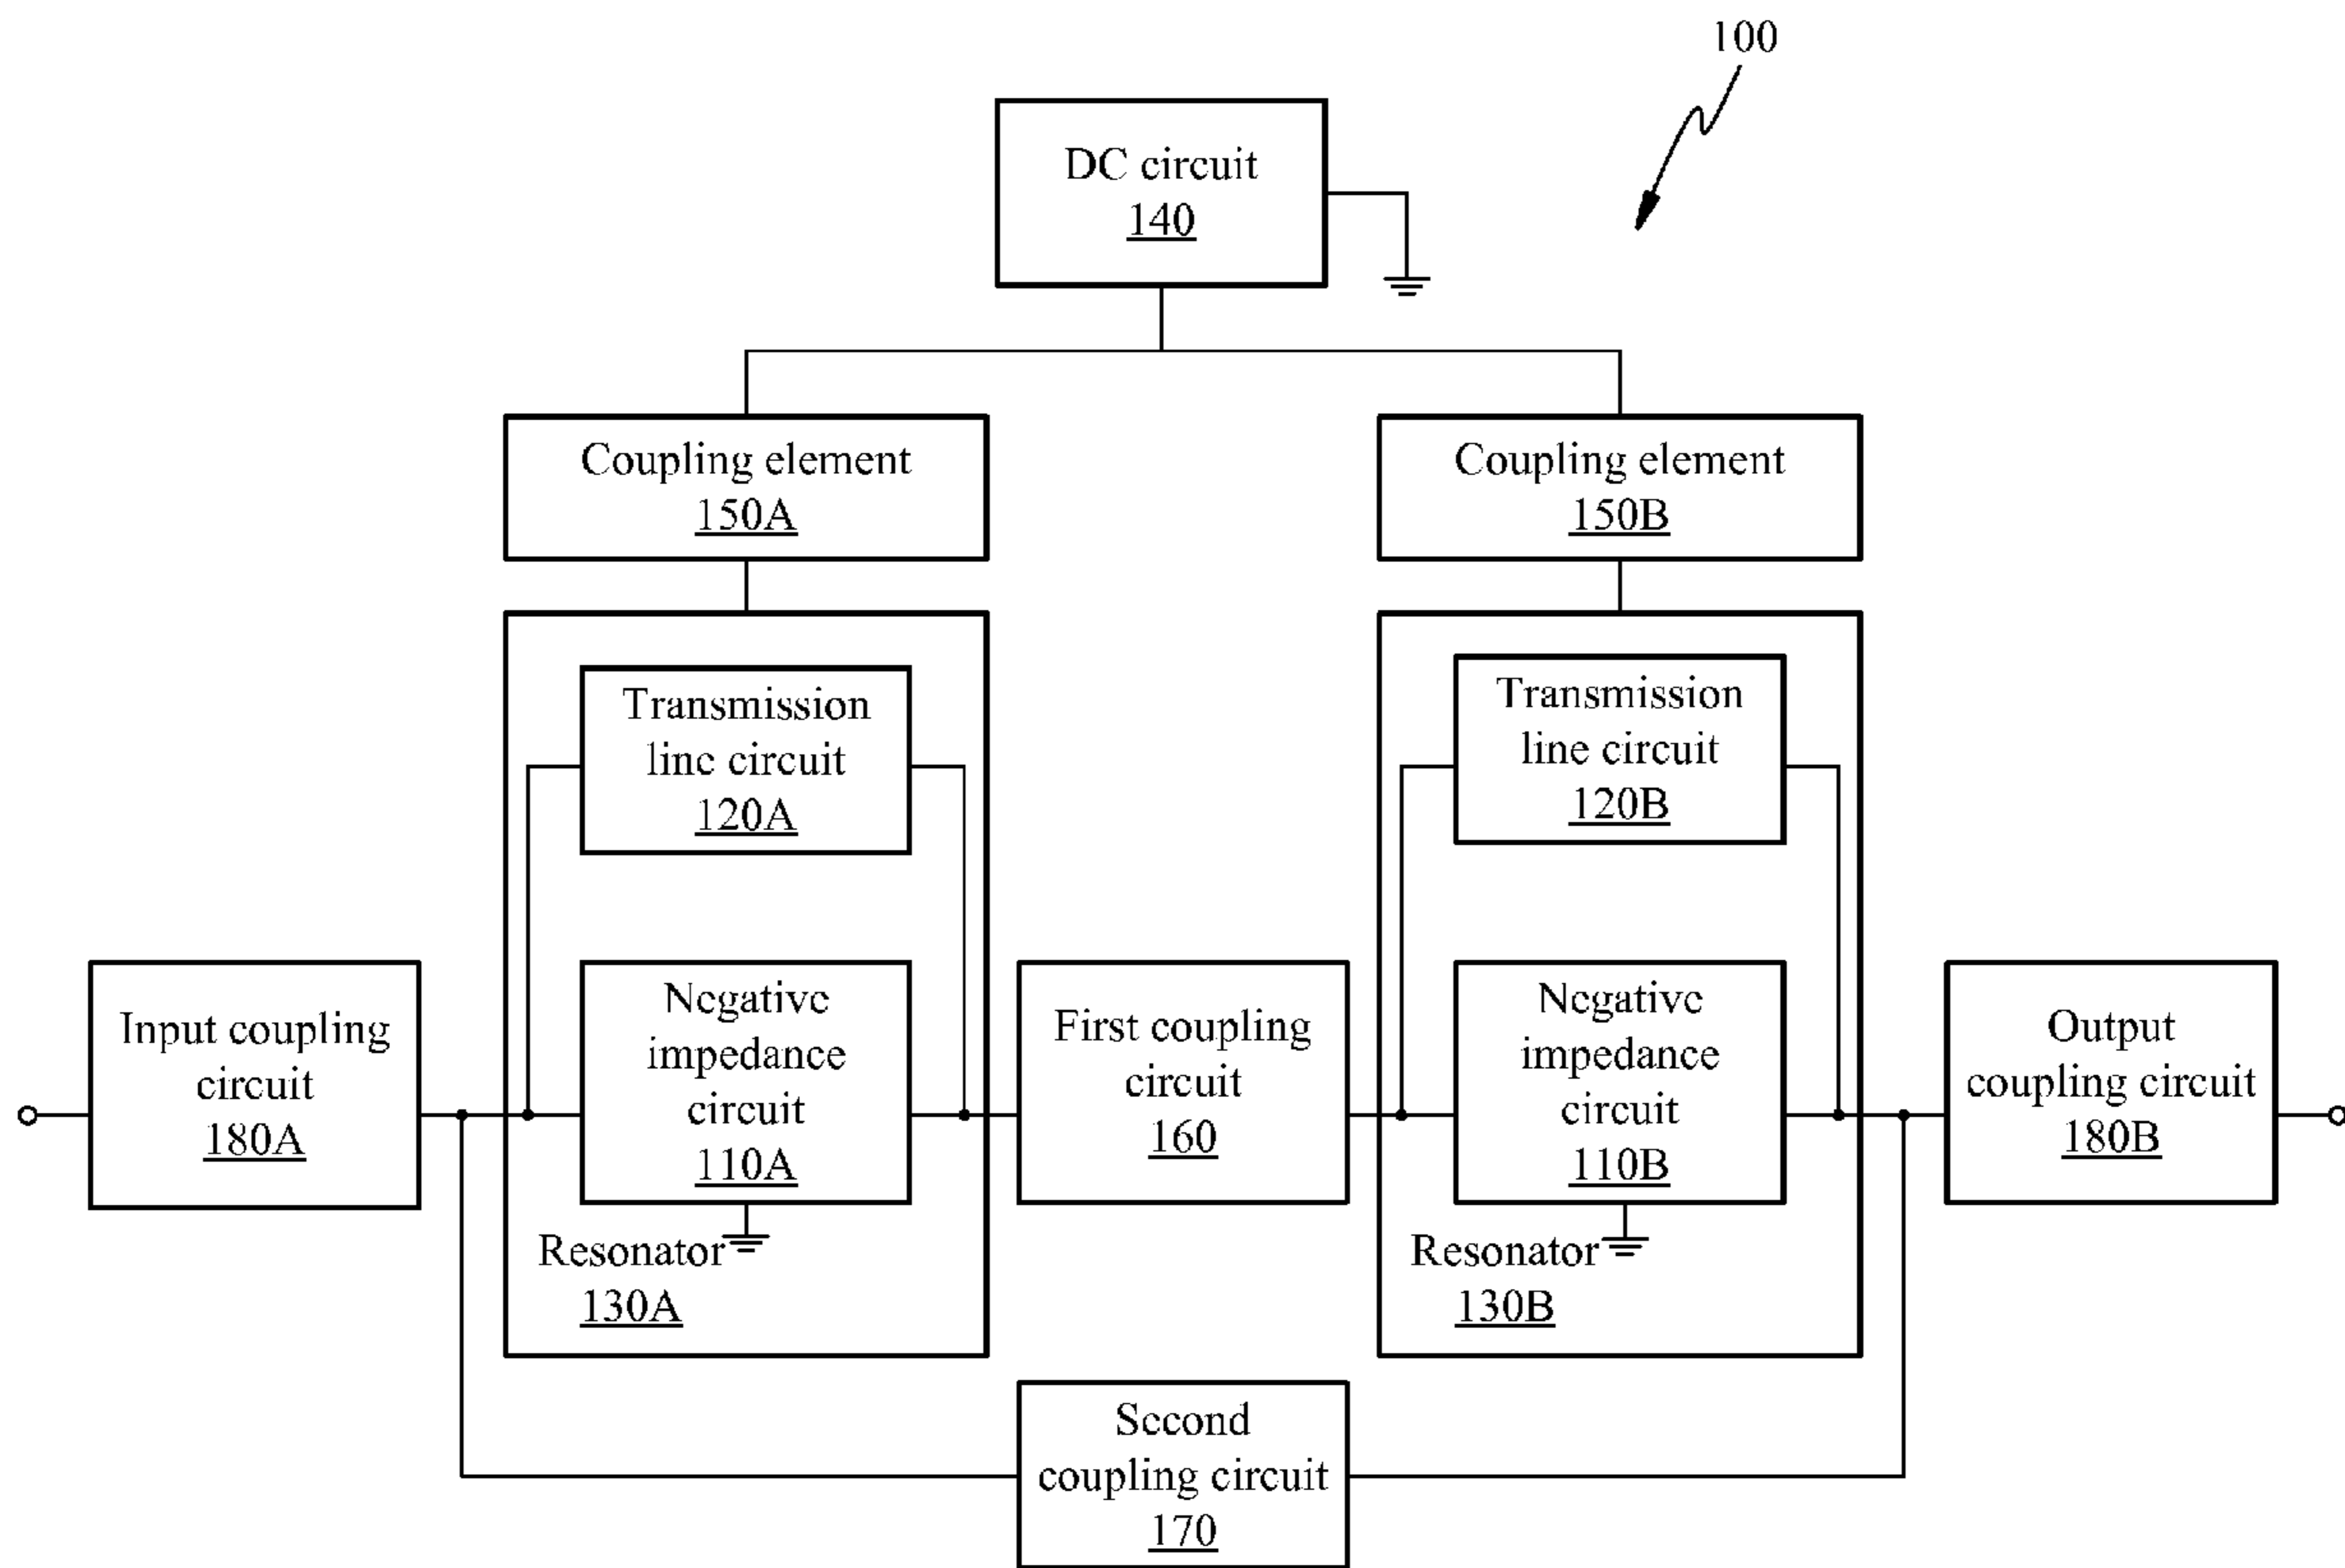 100
DC circuit
140
Coupling element
150A
Coupling element
150B
Transmission
line circuit
120A
Transmission
line circuit
120B
Input coupling
circuit
180A
Negative
impedance
circuit
110A
First coupling
circuit
160
Negative
impedance
circuit
110B
Output
coupling circuit
180B
Resonator
130A
Resonator
130B
Second
coupling circuit
170